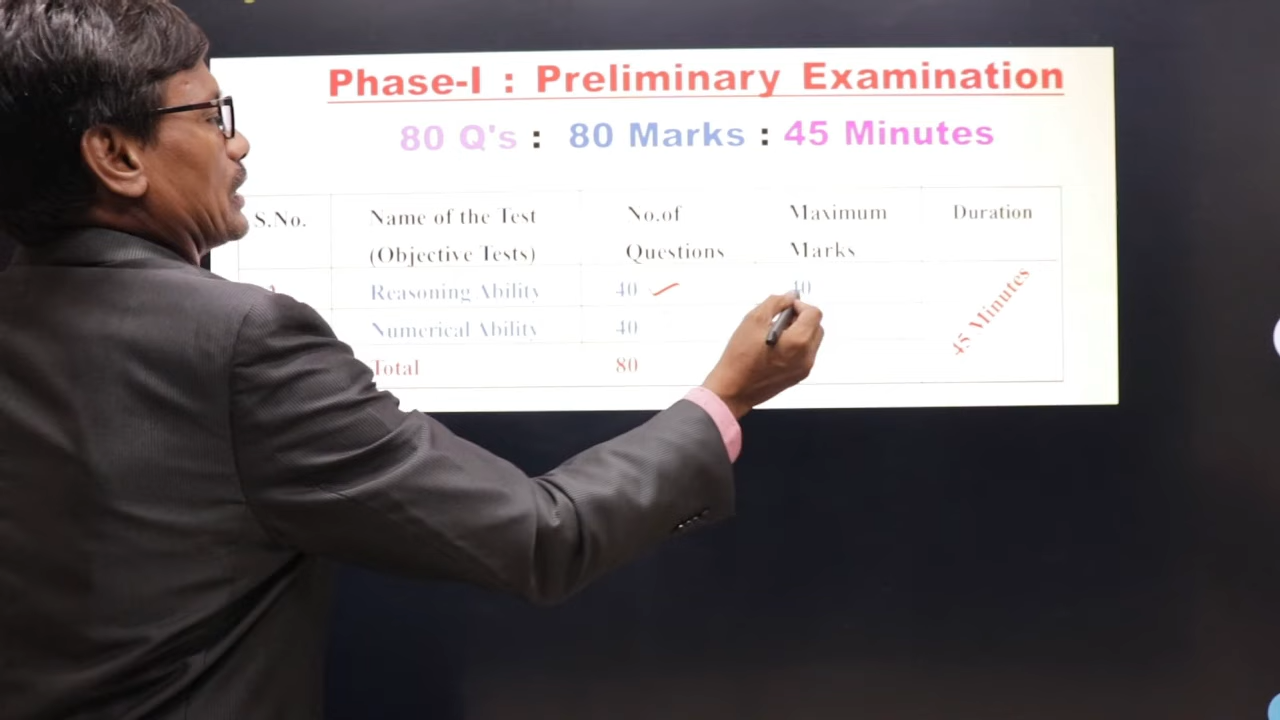 Phase-I : Preliminary Examination
80 Q's : 80 Marks : 45 Minutes
S.No. Name of the Test (Objective Tests) No.of Questions Maximum Marks Duration
Reasoning Ability 40 40 45 Minutes
Numerical Ability 40
Total 80